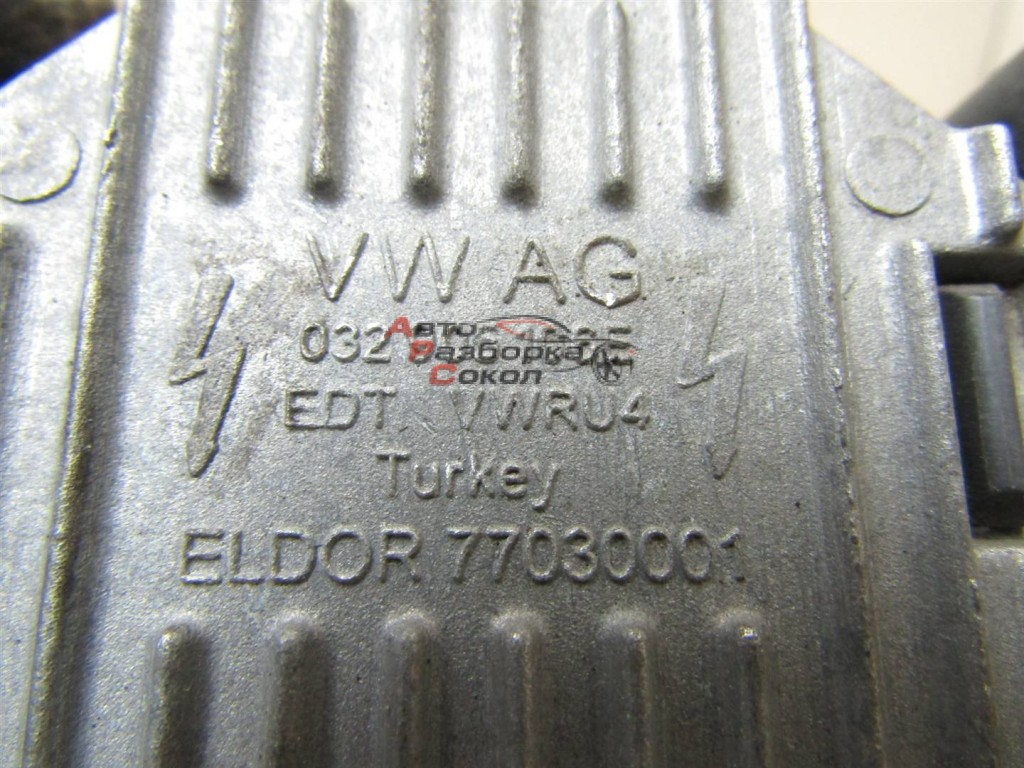 VW AG
032
Авто
Разборка
Сокол
EDT. VWRU4
Turkey
ELDOR 77030001